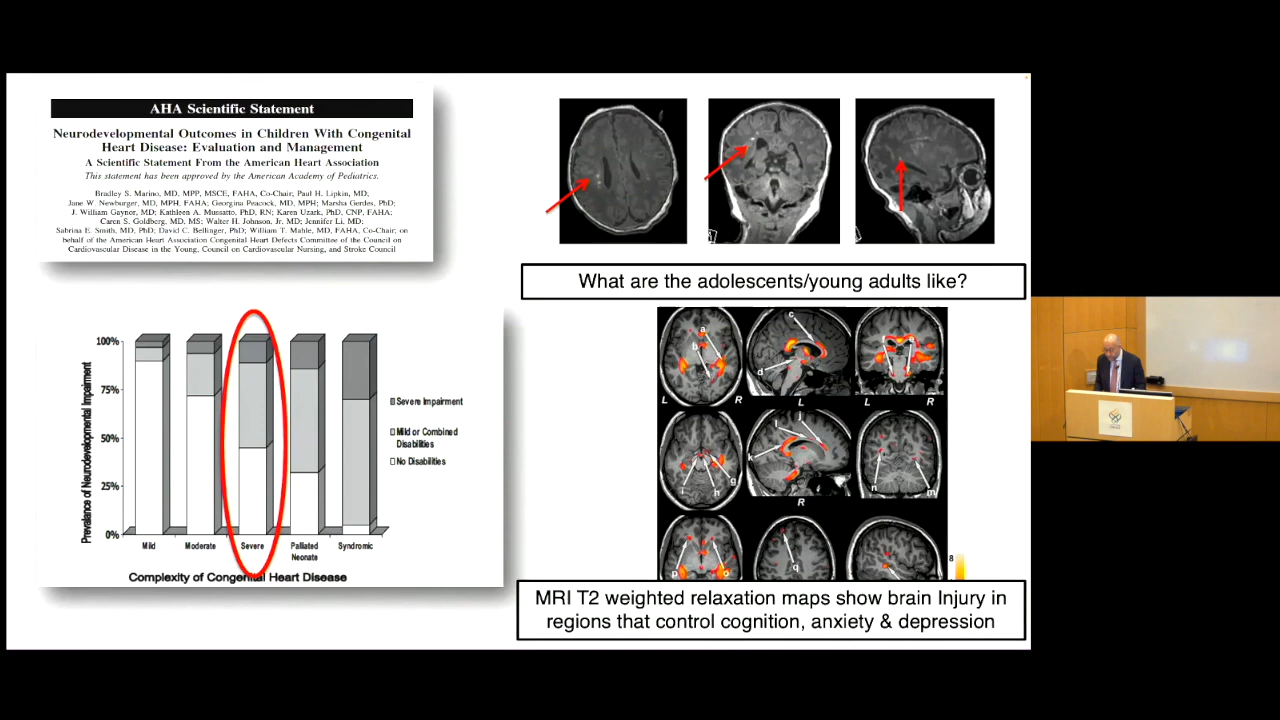 AHA Scientific Statement
Neurodevelopmental Outcomes in Children With Congenital
Heart Disease: Evaluation and Management
A Scientific Statement From the American Heart Association
This statement has been approved by the American Academy of Pediatrics.
Bradley S. Marino, MD, MPP, MSCE, FAHA, Co-Chair; Paul H. Lipkin, MD;
Jane W. Newburger, MD, MPH, FAHA; Georgina Peacock, MD, MPH; Marsha Gerdes, PhD;
J. William Gaynor, MD; Kathleen A. Mussatto, PhD, RN; Karen Uzark, PhD, CNP, FAHA;
Caren S. Goldberg, MD, MS; Walter H. Johnson, Jr, MD; Jennifer Li, MD;
Sabrina E. Smith, MD, PhD; David C. Bellinger, PhD; William T. Mahle, MD, FAHA, Co-Chair; on
behalf of the American Heart Association Congenital Heart Defects Committee of the Council on
Cardiovascular Disease in the Young, Council on Cardiovascular Nursing, and Stroke Council
Prevalance of Neurodevelopmental Impairment
100%
75%
50%
25%
0%
Mild
Moderate
Severe
Palliated
Neonate
Syndromic
Complexity of Congenital Heart Disease
Severe Impairment
Mild or Combined
Disabilities
No Disabilities
What are the adolescents/young adults like?
a
b
c
d
e
L
R
L
L
R
i
h
g
k
l
j
R
n
m
p
o
q
8
MRI T2 weighted relaxation maps show brain Injury in
regions that control cognition, anxiety & depression